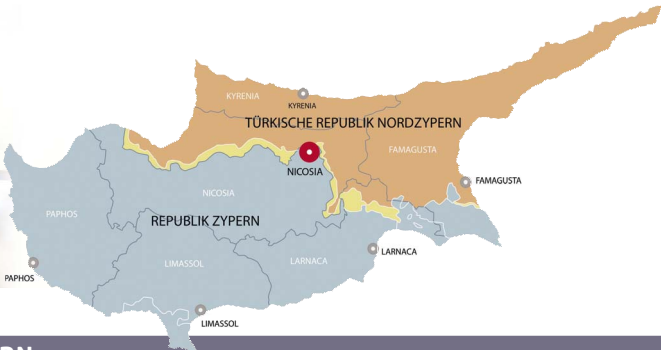 KYRENIA
KYRENIA
TÜRKISCHE REPUBLIK NORDZYPERN
FAMAGUSTA
NICOSIA
FAMAGUSTA
NICOSIA
PAPHOS
REPUBLIK ZYPERN
LARNACA
LIMASSOL
LARNACA
PAPHOS
LIMASSOL